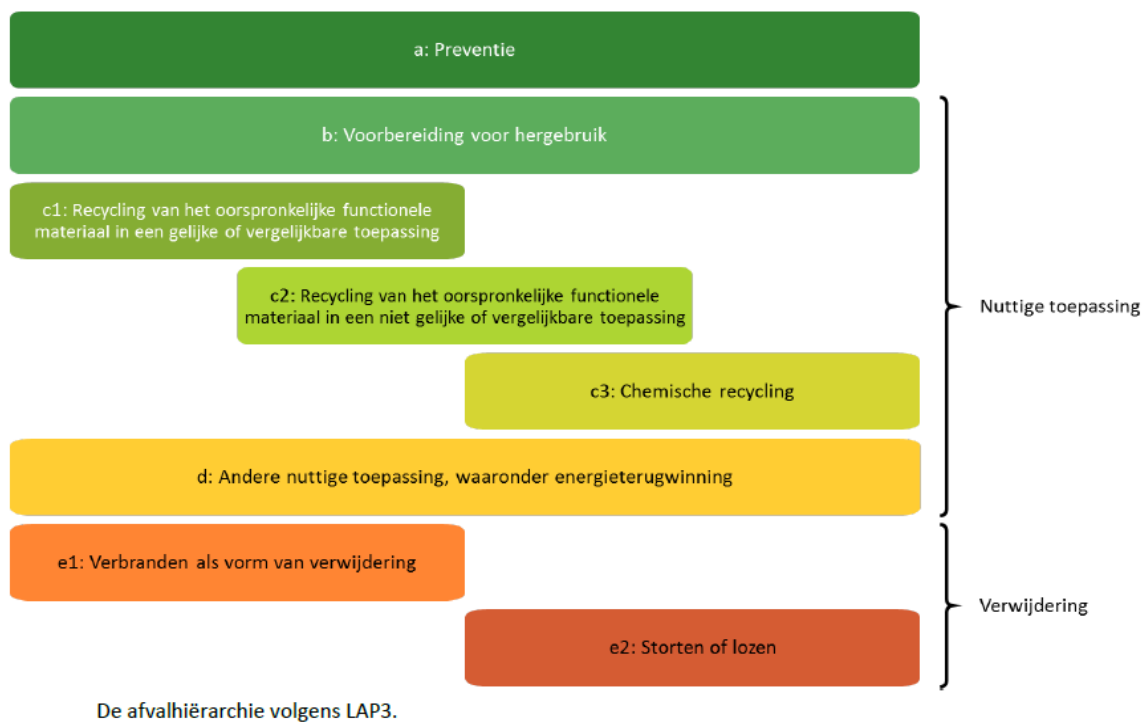 a: Preventie
b: Voorbereiding voor hergebruik
c1: Recycling van het oorspronkelijke functionele
materiaal in een gelijke of vergelijkbare toepassing
c2: Recycling van het oorspronkelijke functionele
materiaal in een niet gelijke of vergelijkbare toepassing
Nuttige toepassing
c3: Chemische recycling
d: Andere nuttige toepassing, waaronder energieterugwinning
e1: Verbranden als vorm van verwijdering
Verwijdering
e2: Storten of lozen
De afvalhiërarchie volgens LAP3.